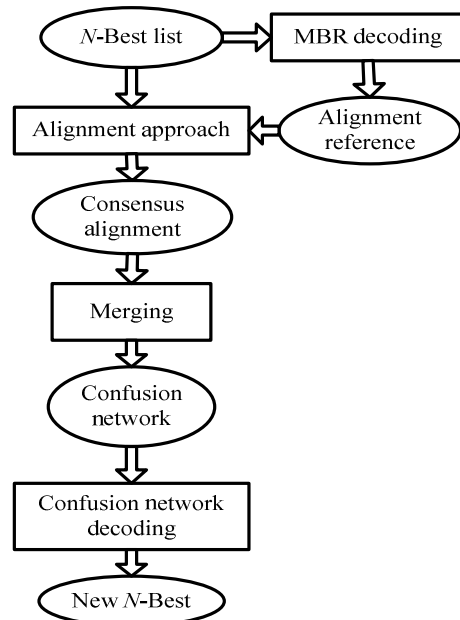 N-Best list
MBR decoding
Alignment approach
Alignment
reference
Consensus
alignment
Merging
Confusion
network
Confusion network
decoding
New N-Best